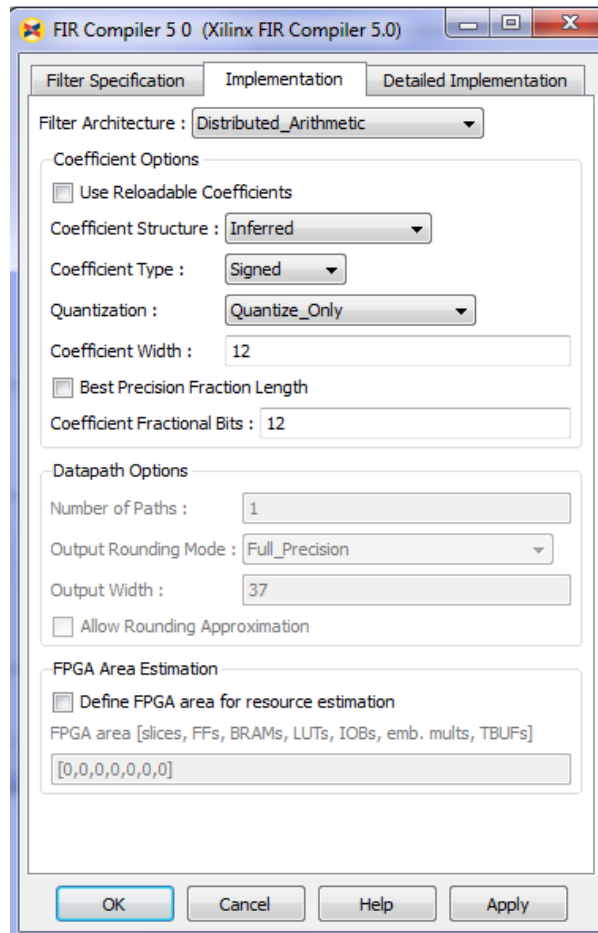 FIR Compiler 5 0 (Xilinx FIR Compiler 5.0)
Filter Specification Implementation Detailed Implementation
Filter Architecture : Distributed_Arithmetic
Coefficient Options
Use Reloadable Coefficients
Coefficient Structure : Inferred
Coefficient Type : Signed
Quantization : Quantize_Only
Coefficient Width : 12
Best Precision Fraction Length
Coefficient Fractional Bits : 12
Datapath Options
Number of Paths : 1
Output Rounding Mode : Full_Precision
Output Width : 37
Allow Rounding Approximation
FPGA Area Estimation
Define FPGA area for resource estimation
FPGA area [slices, FFs, BRAMs, LUTs, IOBs, emb. mults, TBUFs]
[0,0,0,0,0,0,0]
OK Cancel Help Apply